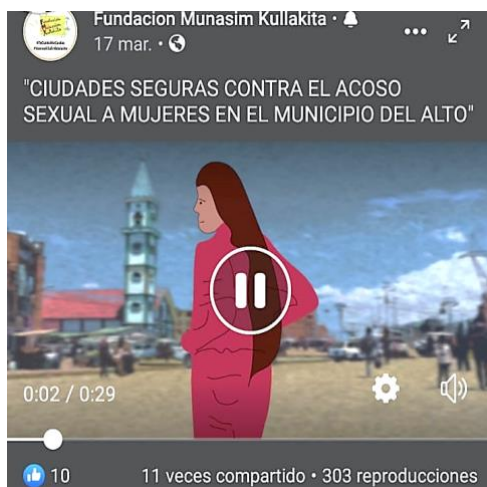 Fundacion Munasim Kullakita •
17 mar. •
"CIUDADES SEGURAS CONTRA EL ACOSO
SEXUAL A MUJERES EN EL MUNICIPIO DEL ALTO"
0:02 / 0:29
10 11 veces compartido • 303 reproducciones